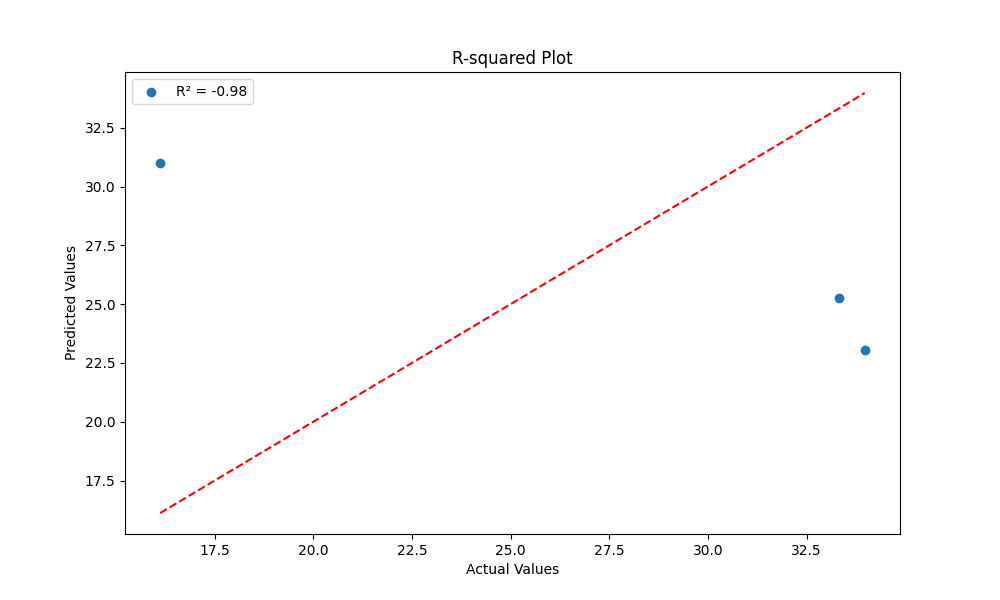 R-squared Plot
R² = -0.98
32.5
30.0
27.5
25.0
22.5
20.0
17.5
Predicted Values
17.5 20.0 22.5 25.0 27.5 30.0 32.5
Actual Values